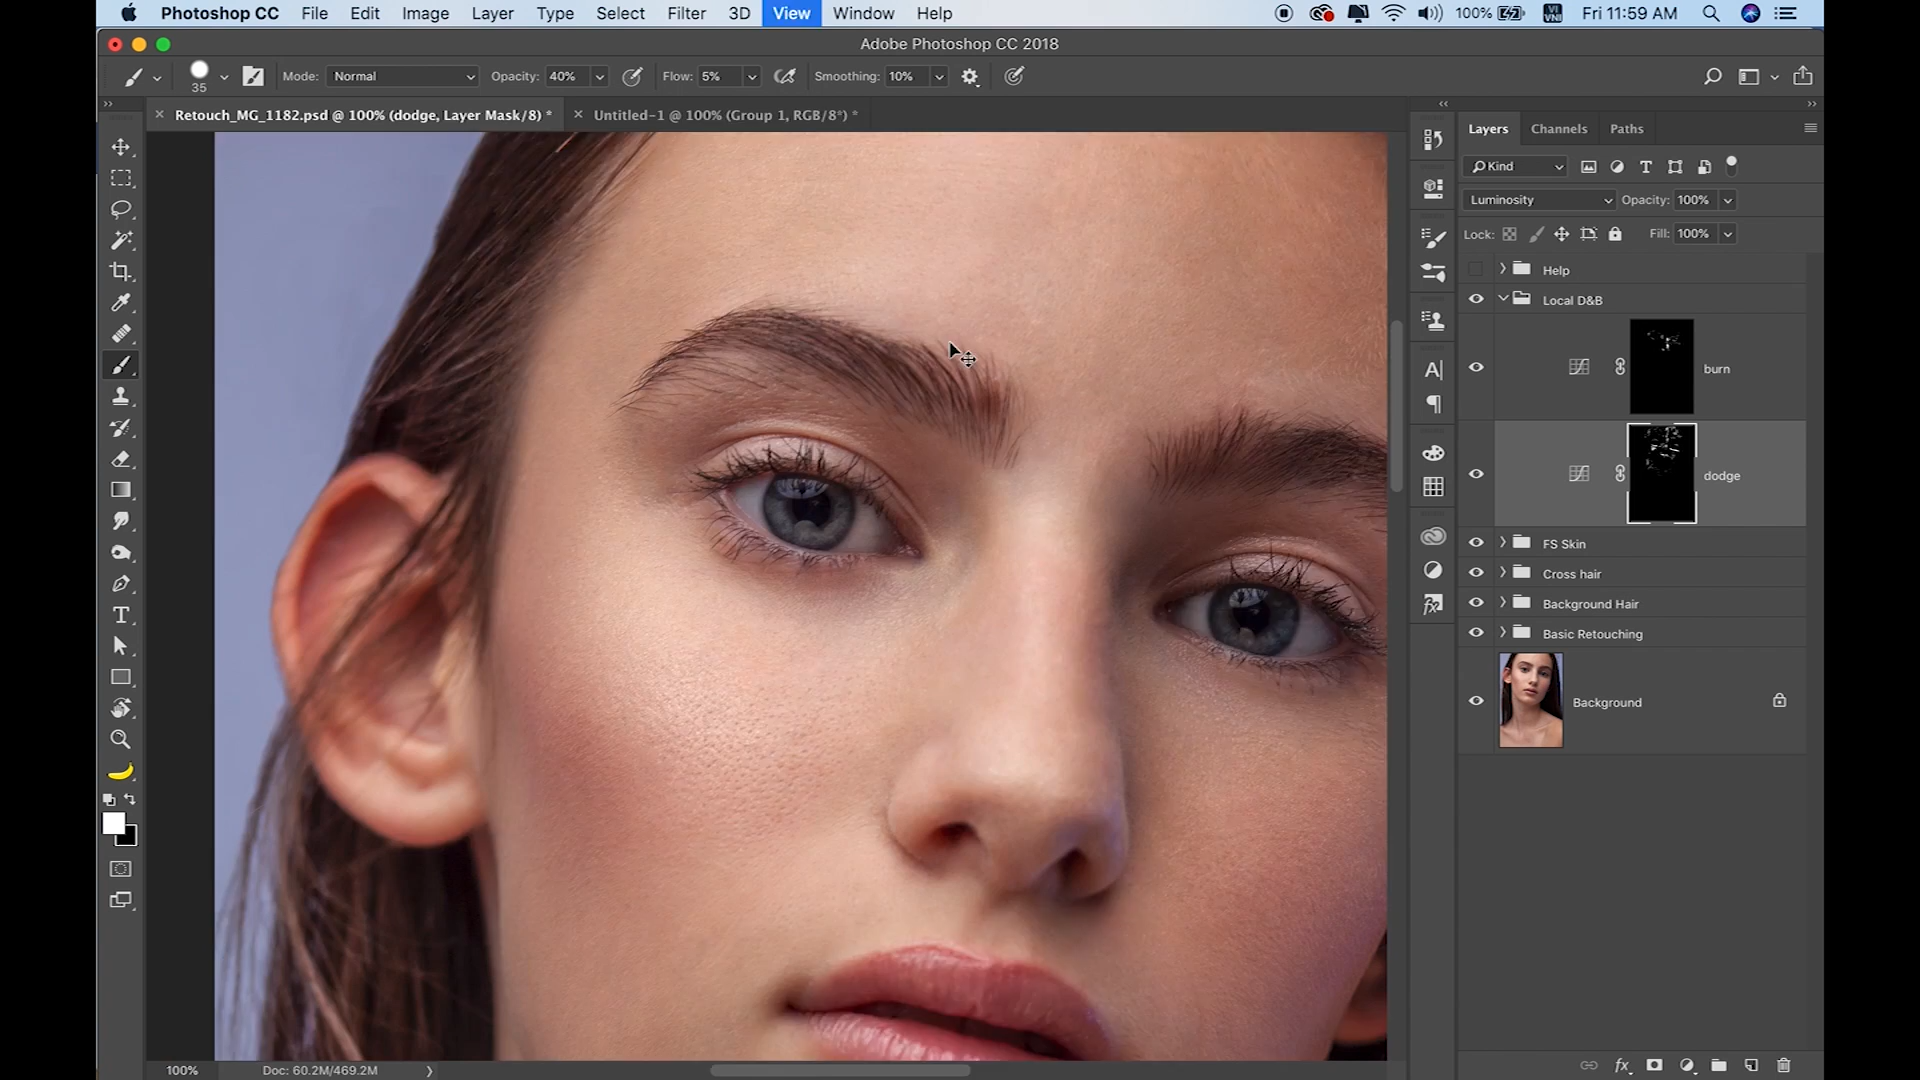 Photoshop CC File Edit Image Layer Type Select Filter 3D View Window Help 100% VI VNI Fri 11:59 AM
Adobe Photoshop CC 2018
35 Mode: Normal Opacity: 40% Flow: 5% Smoothing: 10%
Retouch_MG_1182.psd @ 100% (dodge, Layer Mask/8) * Untitled-1 @ 100% (Group 1, RGB/8*) *
Layers Channels Paths
Kind
Luminosity Opacity: 100%
Lock: Fill: 100%
Help
Local D&B
burn
dodge
FS Skin
Cross hair
Background Hair
Basic Retouching
Background
100% Doc: 60.2M/469.2M